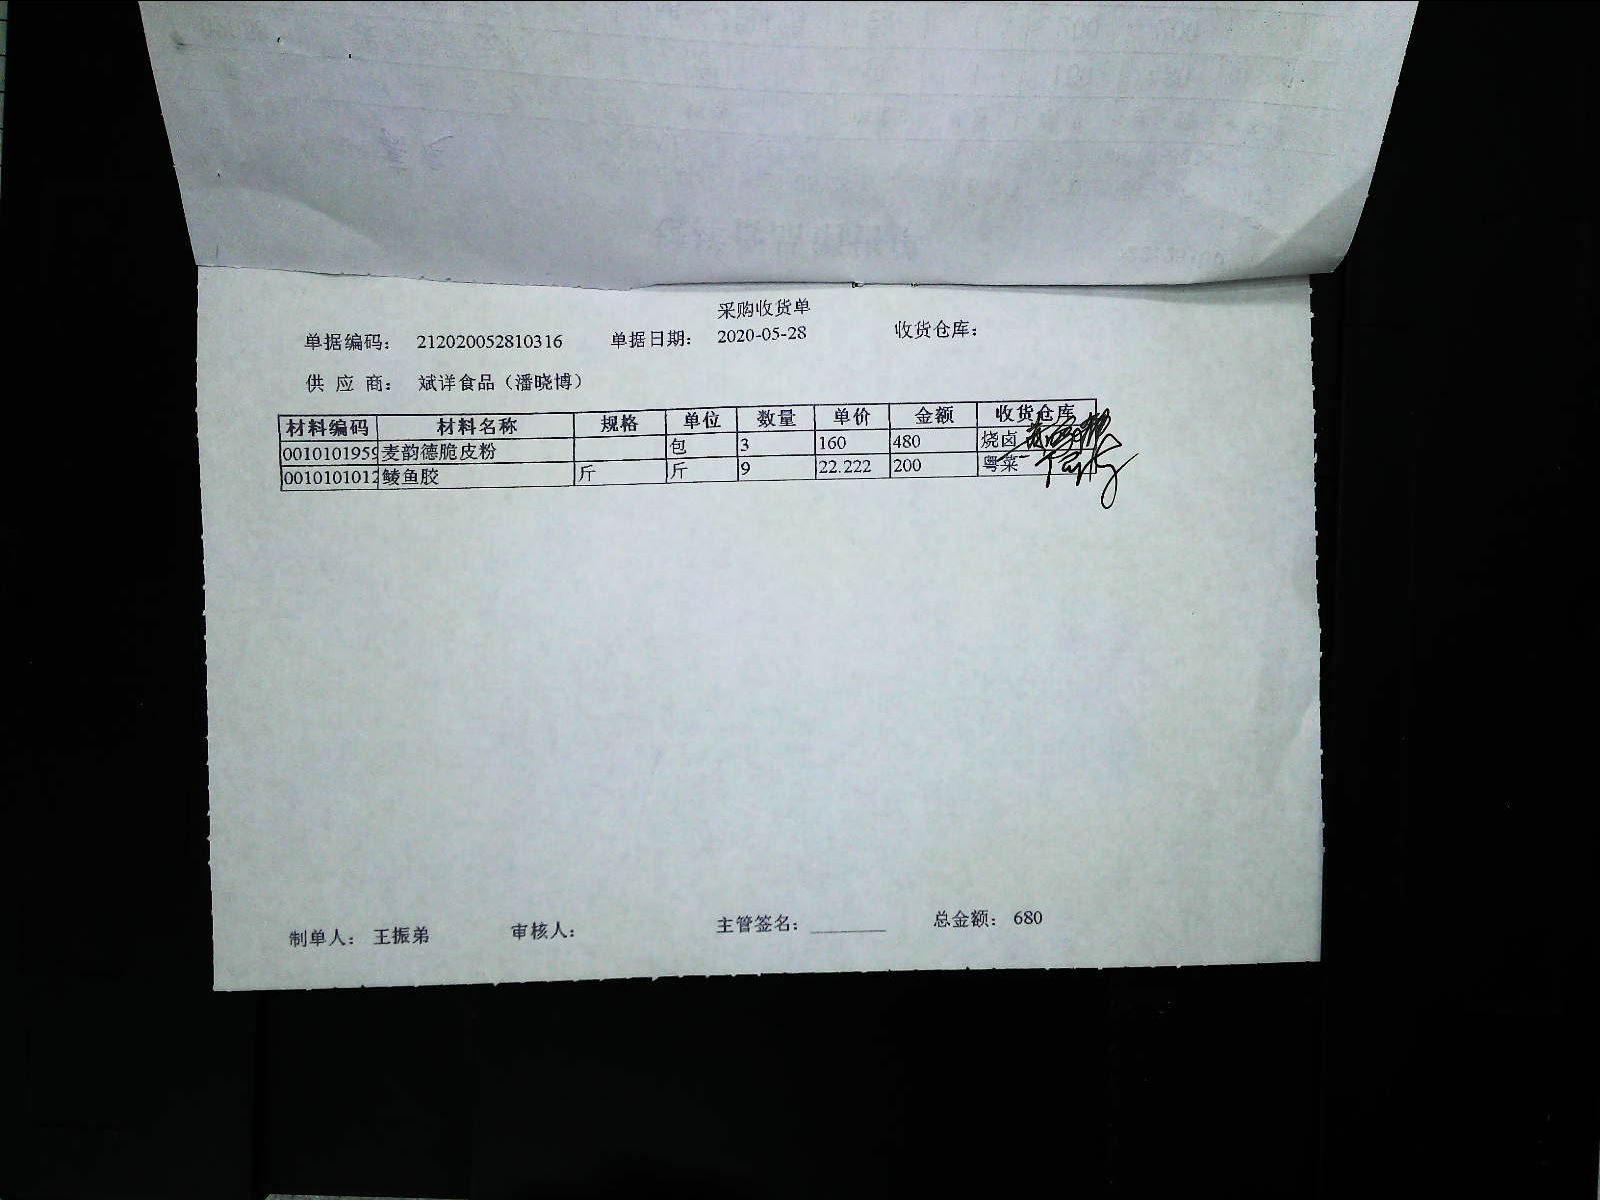 采购收货单
单据编码： 212020052810316 单据日期： 2020-05-28 收货仓库：
供 应 商： 斌详食品（潘晓博）
材料编码 材料名称 规格 单位 数量 单价 金额 收货仓库
0010101959 麦韵德脆皮粉 包 3 160 480 烧卤
0010101012 鲮鱼胶 斤 斤 9 22.222 200 粤菜
制单人： 王振弟 审核人： 主管签名： ________ 总金额： 680